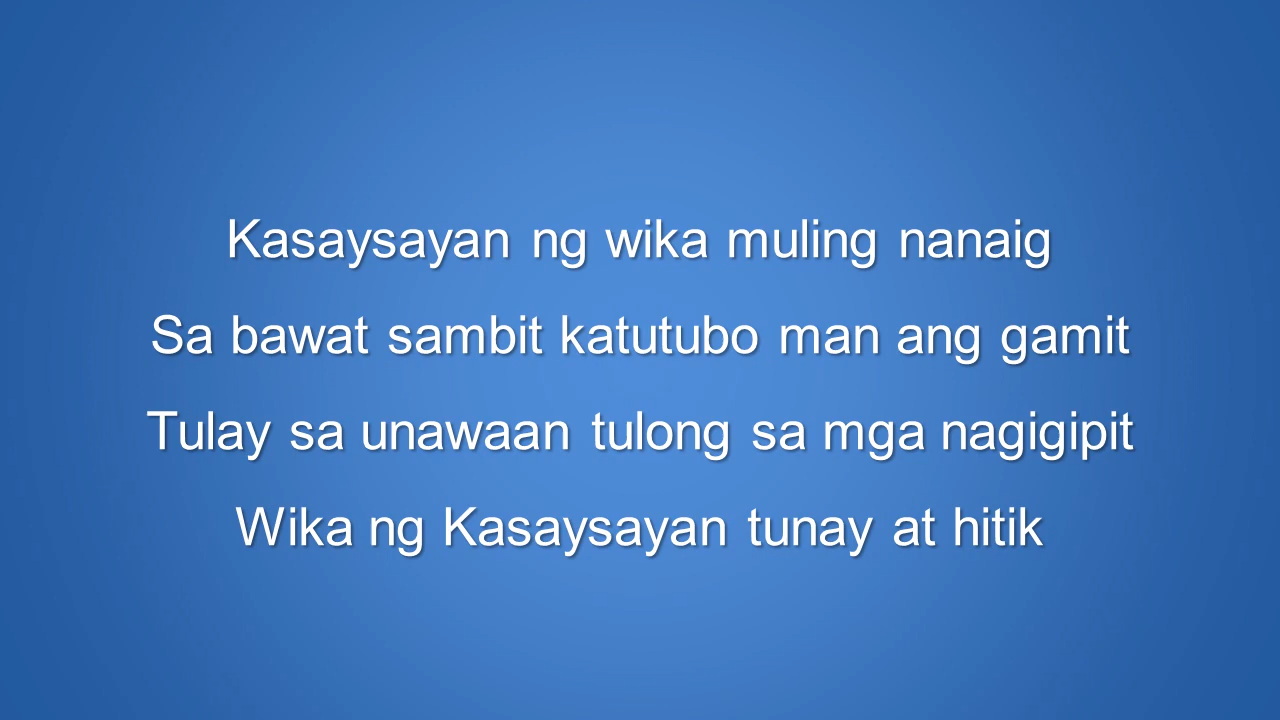 Kasaysayan ng wika muling nanaig
Sa bawat sambit katutubo man ang gamit
Tulay sa unawaan tulong sa mga nagigipit
Wika ng Kasaysayan tunay at hitik